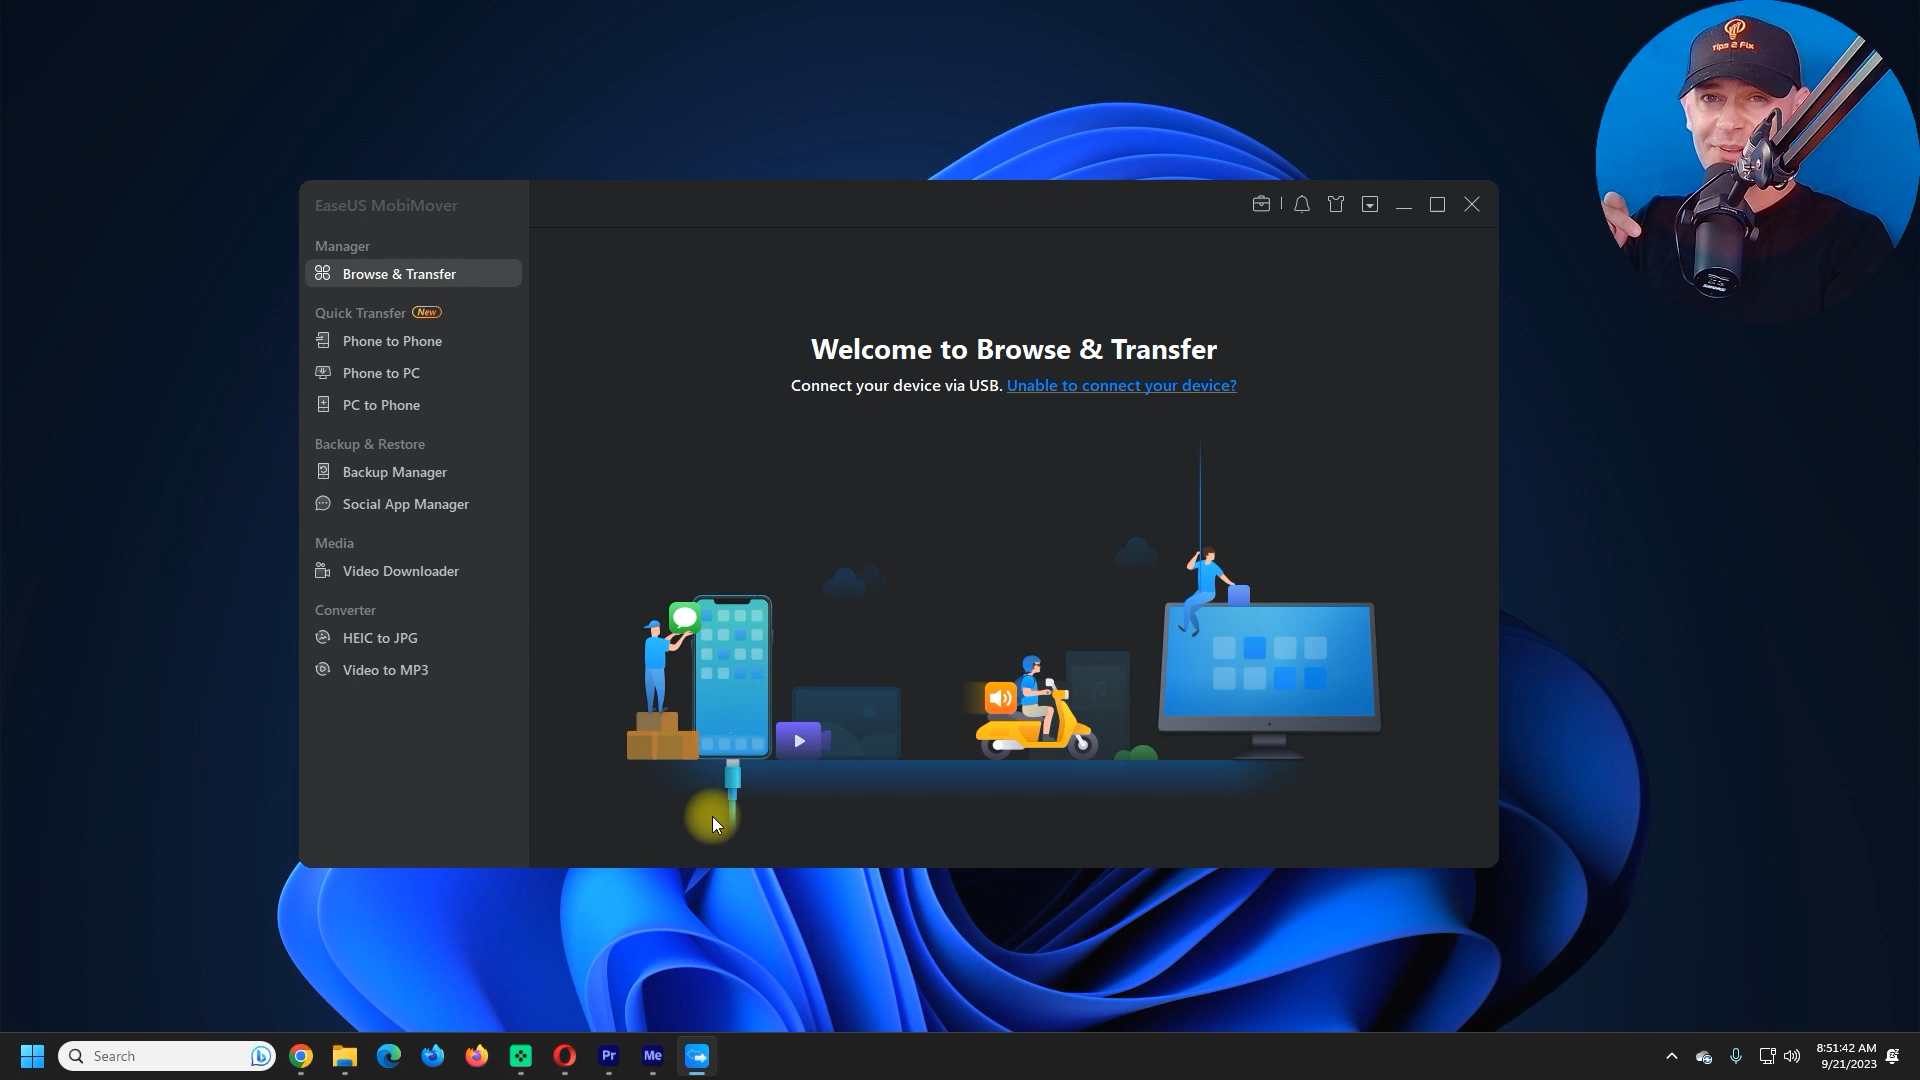 Tips 2 Fix
EaseUS MobiMover
Manager
Browse & Transfer
Quick Transfer New
Phone to Phone
Phone to PC
PC to Phone
Backup & Restore
Backup Manager
Social App Manager
Media
Video Downloader
Converter
HEIC to JPG
Video to MP3
Welcome to Browse & Transfer
Connect your device via USB. Unable to connect your device?
Search
Pr
Me
8:51:42 AM
9/21/2023